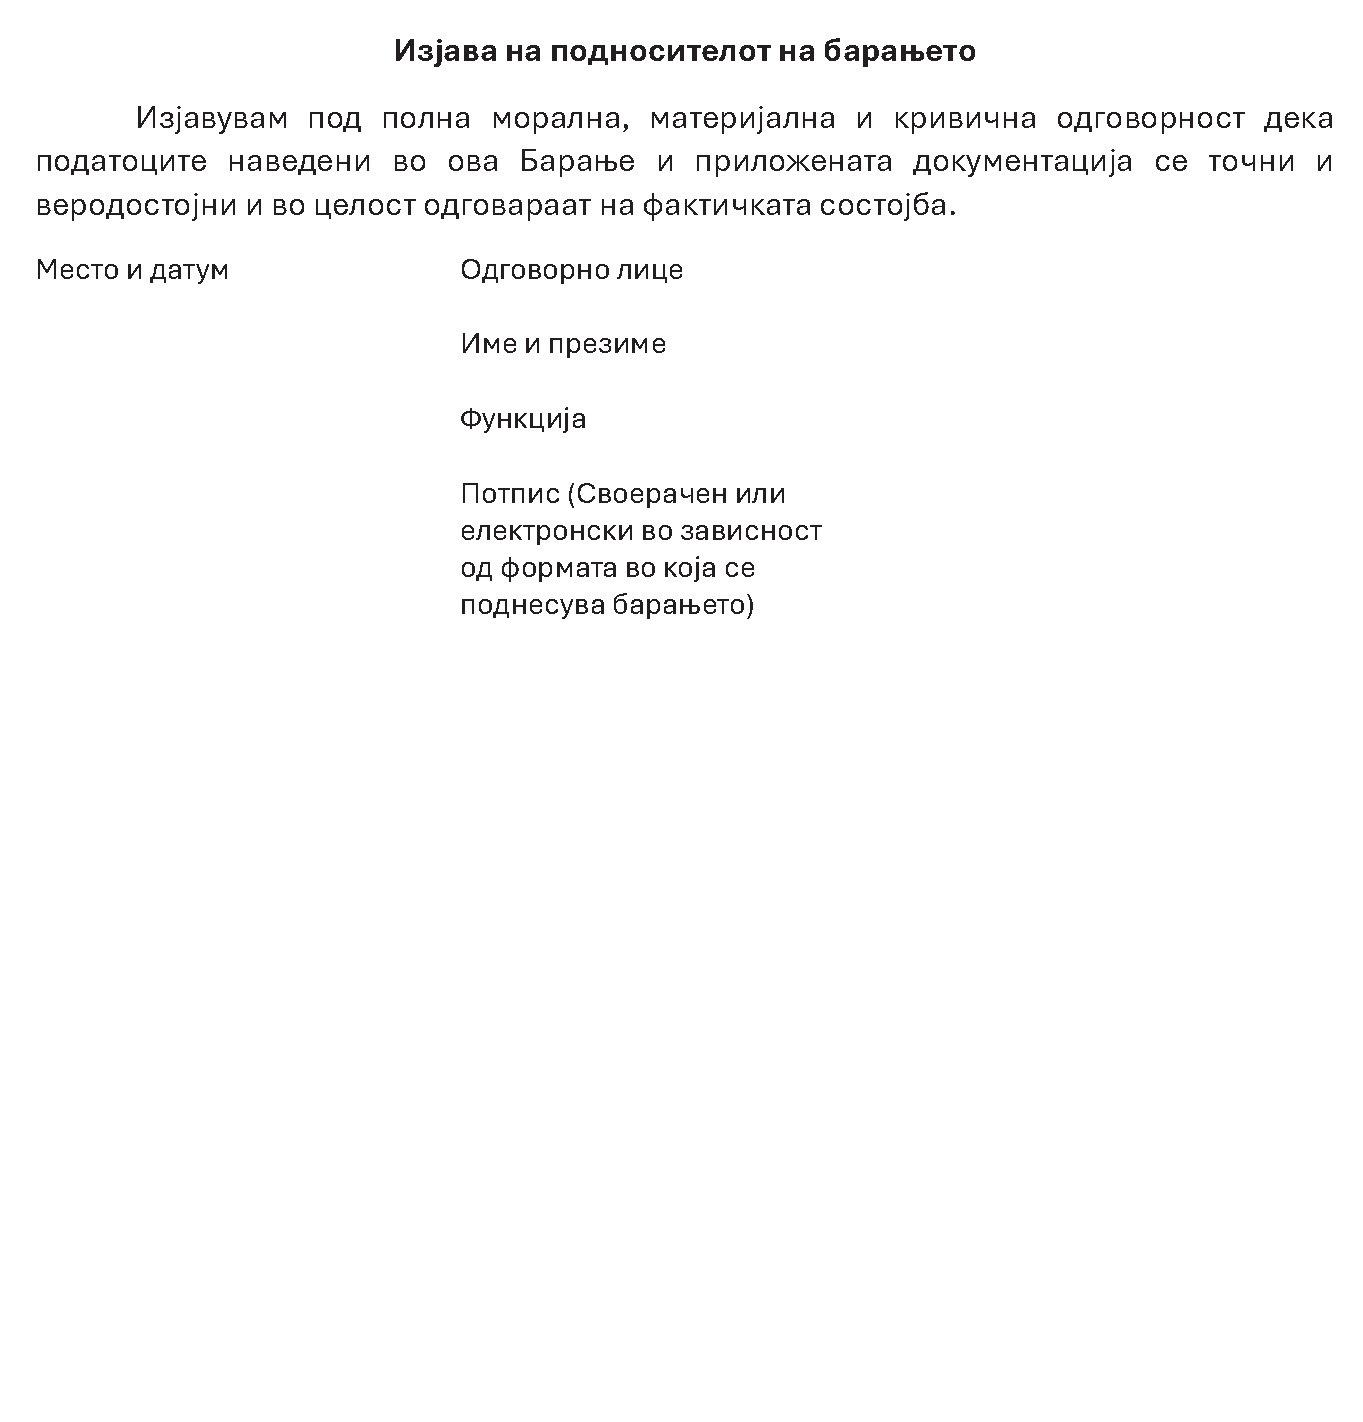 Изјава на подносителот на барањето
Изјавувам под полна морална, материјална и кривична одговорност дека
податоците наведени во ова Барање и приложената документација се точни и
веродостојни и во целост одговараат на фактичката состојба.
Место и датум
Одговорно лице
Име и презиме
Функција
Потпис (Своерачен или
електронски во зависност
од формата во која се
поднесува барањето)